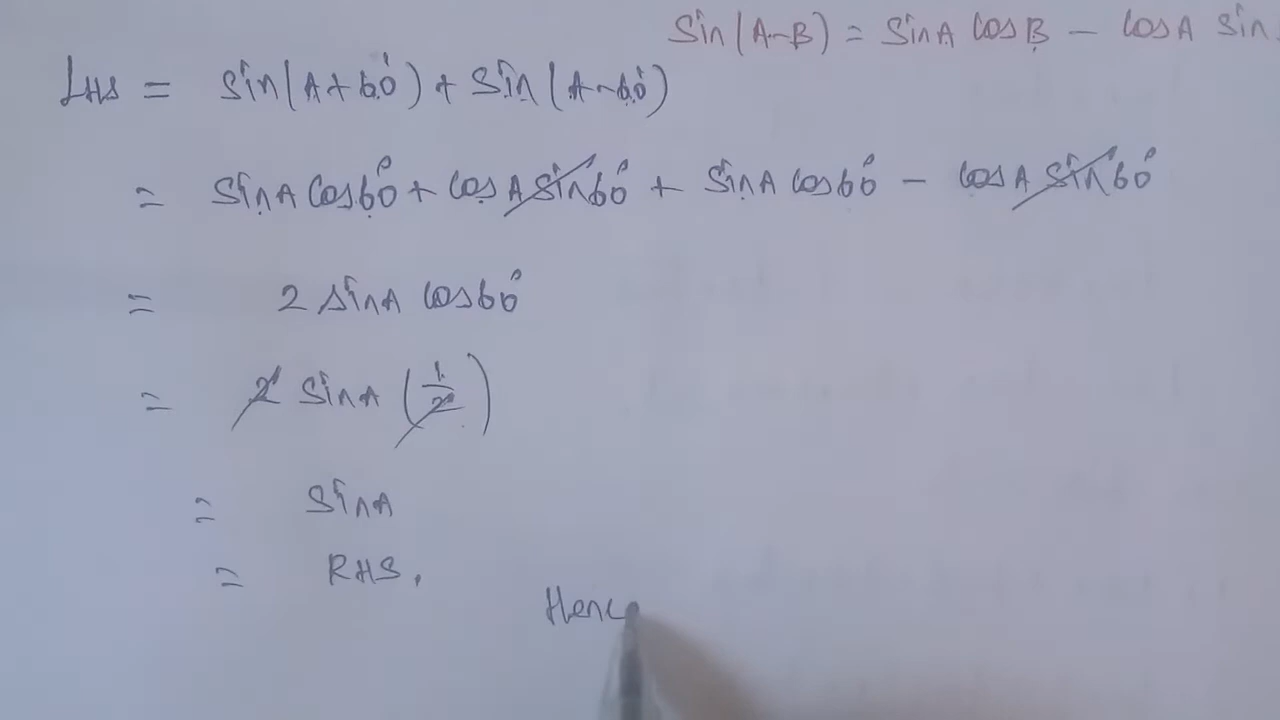 Sin(A-B) = SinA CosB - CosA Sin
LHS = Sin(A+60°) + Sin(A-60°)
= SinA Cos60° + CosA Sin60° + SinA Cos60° - CosA Sin60°
= 2 SinA Cos60°
= 2 SinA (1/2)
= SinA
= RHS.
Henc